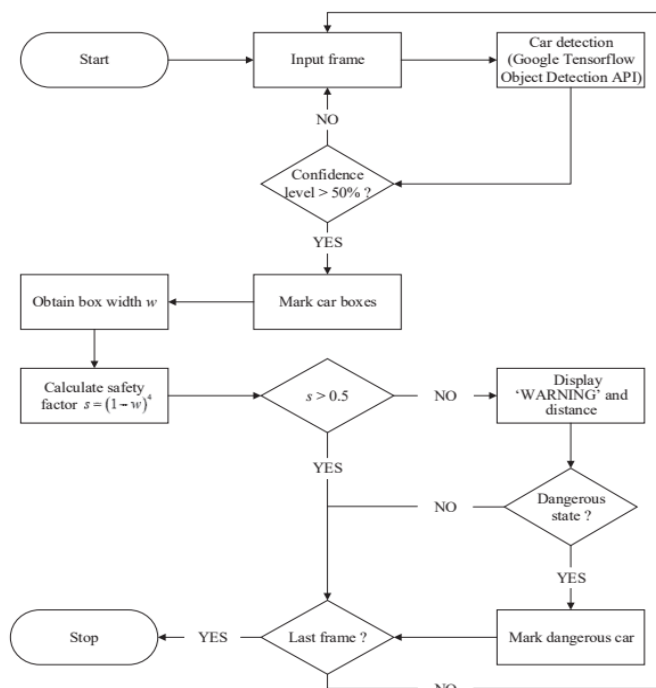 Start
Input frame
Car detection
(Google Tensorflow
Object Detection API)
NO
Confidence
level > 50% ?
YES
Obtain box width w
Mark car boxes
Calculate safety
factor s = (1 − w)⁴
s > 0.5
NO
Display
‘WARNING’ and
distance
YES
NO
Dangerous
state ?
YES
Stop
YES
Last frame ?
Mark dangerous car
NO